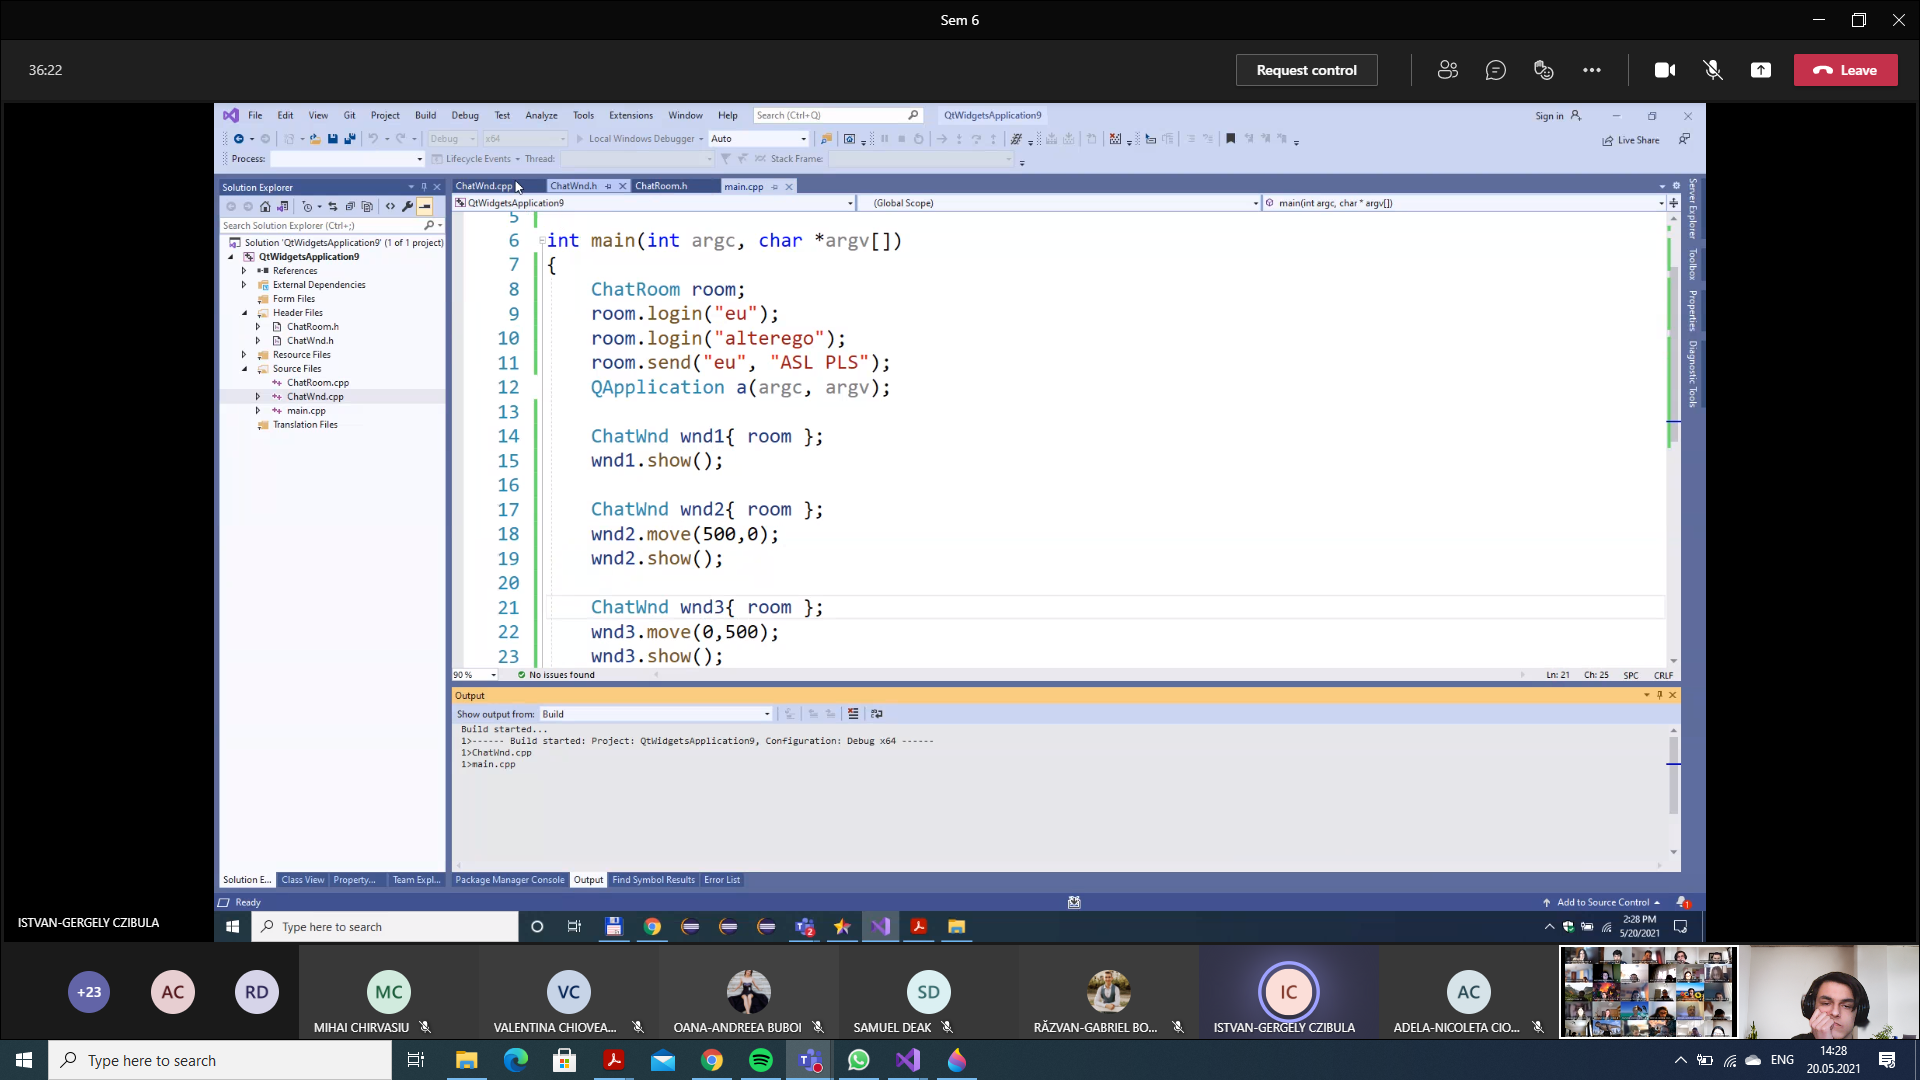 Sem 6
36:22
Request control
Leave
File Edit View Git Project Build Debug Test Analyze Tools Extensions Window Help Search (Ctrl+Q) QtWidgetsApplication9 Sign in
Debug x64 Local Windows Debugger Auto Live Share
Process: Lifecycle Events Thread: Stack Frame:
Solution Explorer
Search Solution Explorer (Ctrl+;)
Solution 'QtWidgetsApplication9' (1 of 1 project)
QtWidgetsApplication9
References
External Dependencies
Form Files
Header Files
ChatRoom.h
ChatWnd.h
Resource Files
Source Files
ChatRoom.cpp
ChatWnd.cpp
main.cpp
Translation Files
ChatWnd.cpp ChatWnd.h ChatRoom.h main.cpp
QtWidgetsApplication9 (Global Scope) main(int argc, char * argv[])
5
6 int main(int argc, char *argv[])
7 {
8 ChatRoom room;
9 room.login("eu");
10 room.login("alterego");
11 room.send("eu", "ASL PLS");
12 QApplication a(argc, argv);
13
14 ChatWnd wnd1{ room };
15 wnd1.show();
16
17 ChatWnd wnd2{ room };
18 wnd2.move(500,0);
19 wnd2.show();
20
21 ChatWnd wnd3{ room };
22 wnd3.move(0,500);
23 wnd3.show();
90 % No issues found Ln: 21 Ch: 25 SPC CRLF
Server Explorer
Toolbox
Properties
Diagnostic Tools
Output
Show output from: Build
Build started...
1>------ Build started: Project: QtWidgetsApplication9, Configuration: Debug x64 ------
1>ChatWnd.cpp
1>main.cpp
Solution E... Class View Property... Team Expl... Package Manager Console Output Find Symbol Results Error List
Ready Add to Source Control 1
ISTVAN-GERGELY CZIBULA
Type here to search 2 2:28 PM
5/20/2021
+23 AC RD
MC
MIHAI CHIRVASIU
VC
VALENTINA CHIOVEA...
OANA-ANDREEA BUBOI
SD
SAMUEL DEAK
RĂZVAN-GABRIEL BO...
IC
ISTVAN-GERGELY CZIBULA
AC
ADELA-NICOLETA CIO...
Type here to search ENG 14:28
20.05.2021